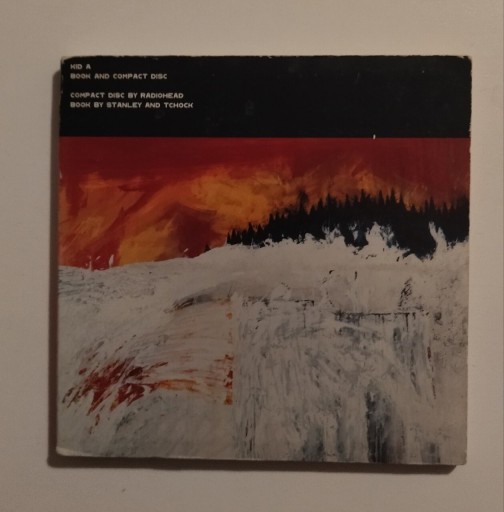 KID A
BOOK AND COMPACT DISC
COMPACT DISC BY RADIOHEAD
BOOK BY STANLEY AND TCHOCK